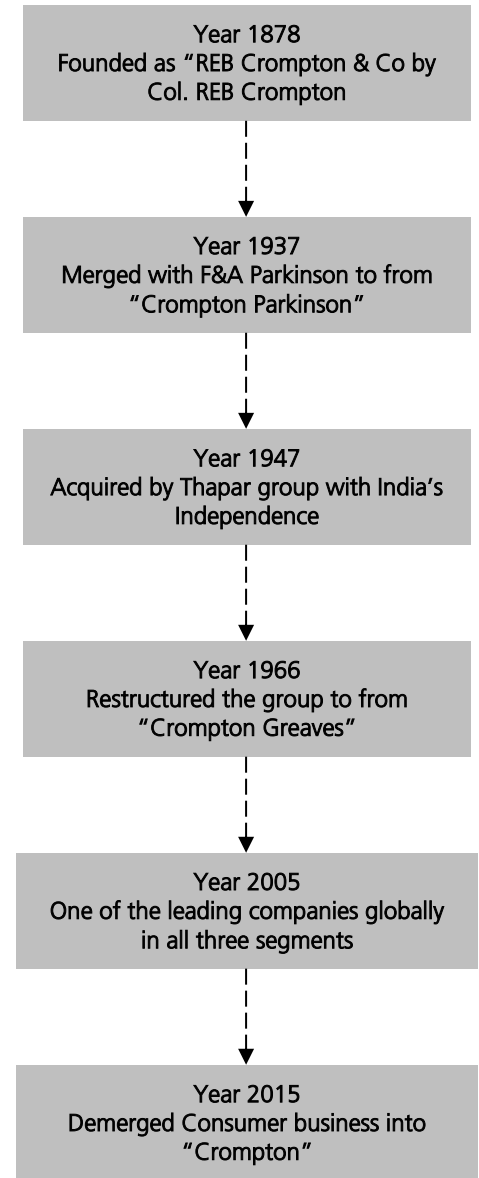 Year 1878
Founded as “REB Crompton & Co by
Col. REB Crompton
Year 1937
Merged with F&A Parkinson to from
“Crompton Parkinson”
Year 1947
Acquired by Thapar group with India’s
Independence
Year 1966
Restructured the group to from
“Crompton Greaves”
Year 2005
One of the leading companies globally
in all three segments
Year 2015
Demerged Consumer business into
“Crompton”